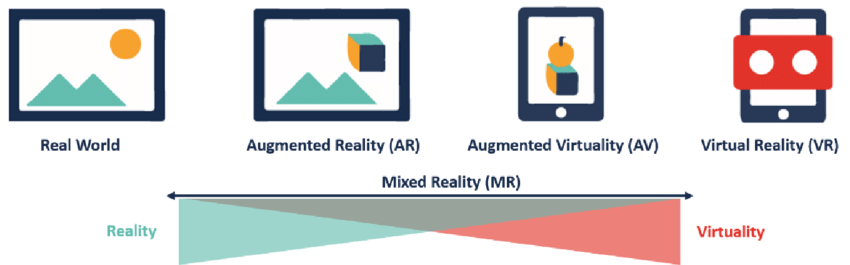 Real World
Augmented Reality (AR)
Augmented Virtuality (AV)
Virtual Reality (VR)
Mixed Reality (MR)
Reality
Virtuality